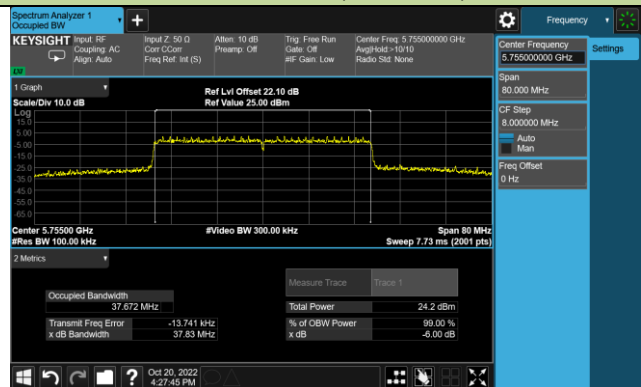 Spectrum Analyzer 1
Occupied BW
Frequency
KEYSIGHT
Input: RF
Coupling: AC
Align: Auto
Input Z: 50 Ω
Corr CCorr
Freq Ref: Int (S)
Atten: 10 dB
Preamp: Off
Trig: Free Run
Gate: Off
#IF Gain: Low
Center Freq: 5.755000000 GHz
Avg|Hold:>10/10
Radio Std: None
Center Frequency
5.755000000 GHz
Settings
Span
80.000 MHz
CF Step
8.000000 MHz
Auto
Man
Freq Offset
0 Hz
1 Graph
Scale/Div 10.0 dB
Ref Lvl Offset 22.10 dB
Ref Value 25.00 dBm
Log
15.0
5.00
-5.00
-15.0
-25.0
-35.0
-45.0
-55.0
-65.0
Center 5.75500 GHz
#Res BW 100.00 kHz
#Video BW 300.00 kHz
Span 80 MHz
Sweep 7.73 ms (2001 pts)
2 Metrics
Measure Trace
Trace 1
Occupied Bandwidth
37.672 MHz
Total Power
24.2 dBm
Transmit Freq Error
-13.741 kHz
% of OBW Power
99.00 %
x dB Bandwidth
37.83 MHz
x dB
-6.00 dB
?
Oct 20, 2022
4:27:45 PM